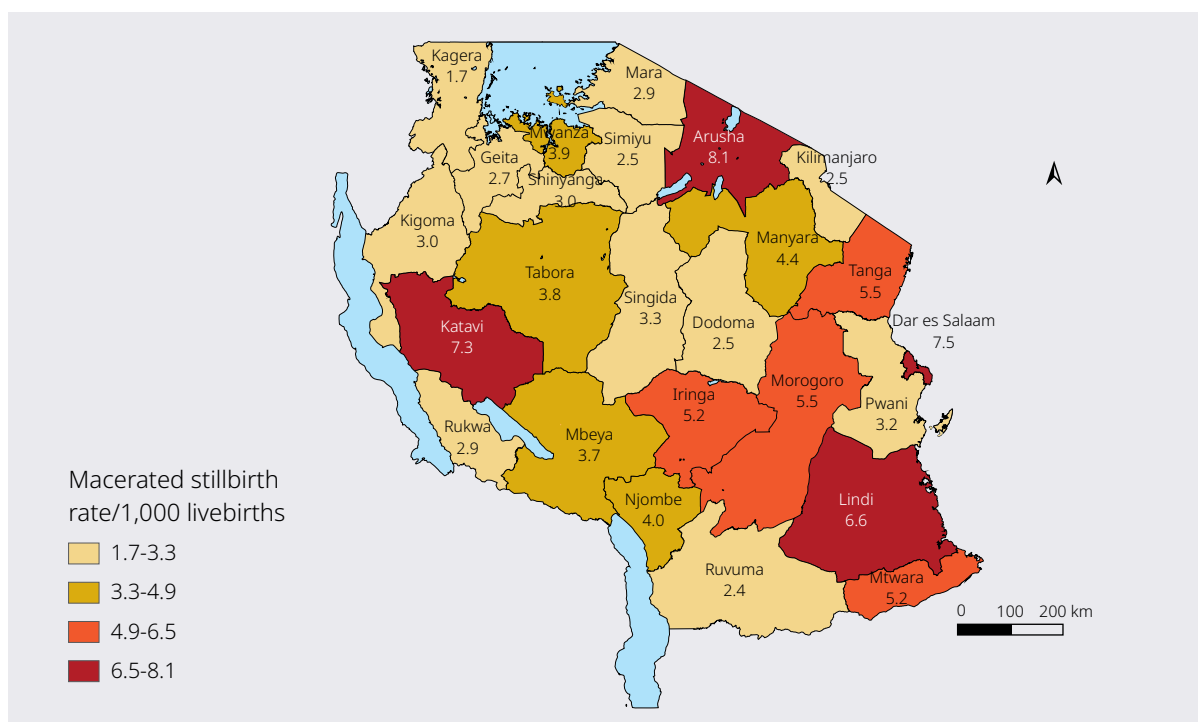 Kagera
1.7
Mara
2.9
Mwanza
3.9
Simiyu
2.5
Arusha
8.1
Kilimanjaro
2.5
Geita
2.7
Shinyanga
3.0
Kigoma
3.0
Tabora
3.8
Singida
3.3
Manyara
4.4
Tanga
5.5
Katavi
7.3
Dodoma
2.5
Dar es Salaam
7.5
Iringa
5.2
Morogoro
5.5
Pwani
3.2
Rukwa
2.9
Mbeya
3.7
Njombe
4.0
Lindi
6.6
Ruvuma
2.4
Mtwara
5.2
Macerated stillbirth
rate/1,000 livebirths
1.7-3.3
3.3-4.9
4.9-6.5
6.5-8.1
0 100 200 km